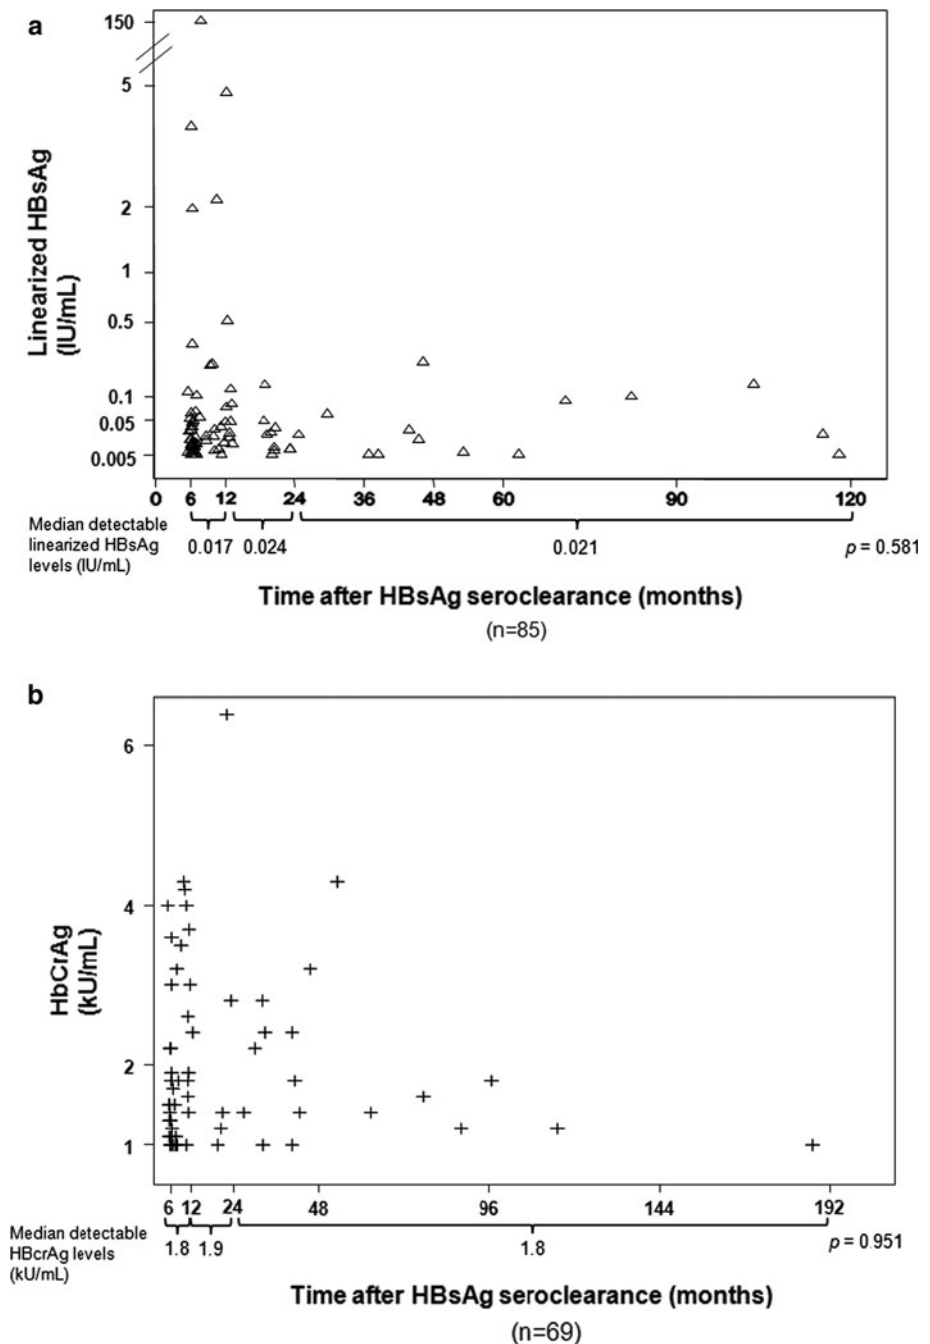 a
150
5
2
1
0.5
0.1
0.05
0.005
Linearized HBsAg
(IU/mL)
0 6 12 24 36 48 60 90 120
Median detectable
linearized HBsAg
levels (IU/mL)
0.017 0.024 0.021 p = 0.581
Time after HBsAg seroclearance (months)
(n=85)
b
6
4
2
1
HbCrAg
(kU/mL)
6 12 24 48 96 144 192
Median detectable
HBcrAg levels
(kU/mL)
1.8 1.9 1.8 p = 0.951
Time after HBsAg seroclearance (months)
(n=69)